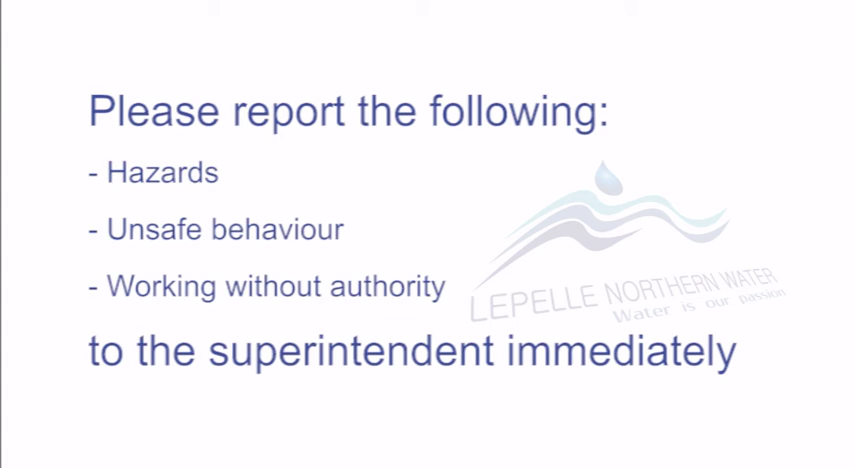 Please report the following:
- Hazards
- Unsafe behaviour
- Working without authority
LEPELLE NORTHERN WATER
Water is our passion
to the superintendent immediately